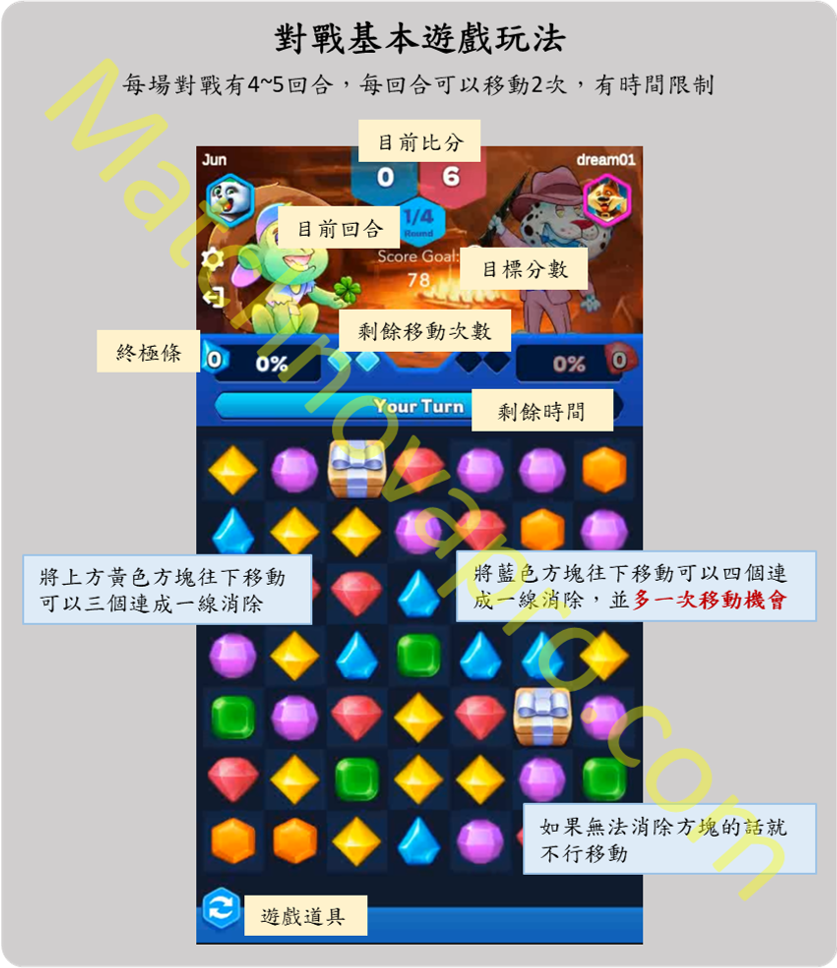 對戰基本遊戲玩法
每場對戰有4~5回合，每回合可以移動2次，有時間限制
目前比分
Jun
dream01
0
6
目前回合
1/4
Round
Score Goal:
78
目標分數
剩餘移動次數
終極條
0
0%
0%
0
Your Turn
剩餘時間
將上方黃色方塊往下移動
可以三個連成一線消除
將藍色方塊往下移動可以四個連
成一線消除，並多一次移動機會
如果無法消除方塊的話就
不行移動
遊戲道具
Matchnovapro.com